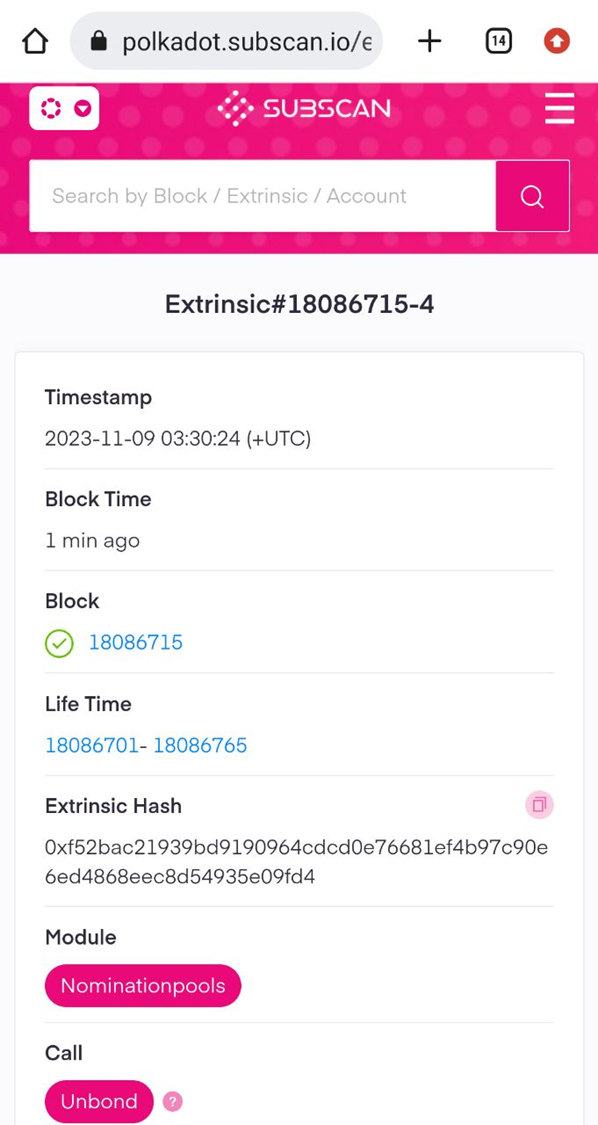 polkadot.subscan.io/e
14
SUBSCAN
Search by Block / Extrinsic / Account
Extrinsic#18086715-4
Timestamp
2023-11-09 03:30:24 (+UTC)
Block Time
1 min ago
Block
18086715
Life Time
18086701- 18086765
Extrinsic Hash
0xf52bac21939bd9190964cdcd0e76681ef4b97c90e
6ed4868eec8d54935e09fd4
Module
Nominationpools
Call
Unbond ?